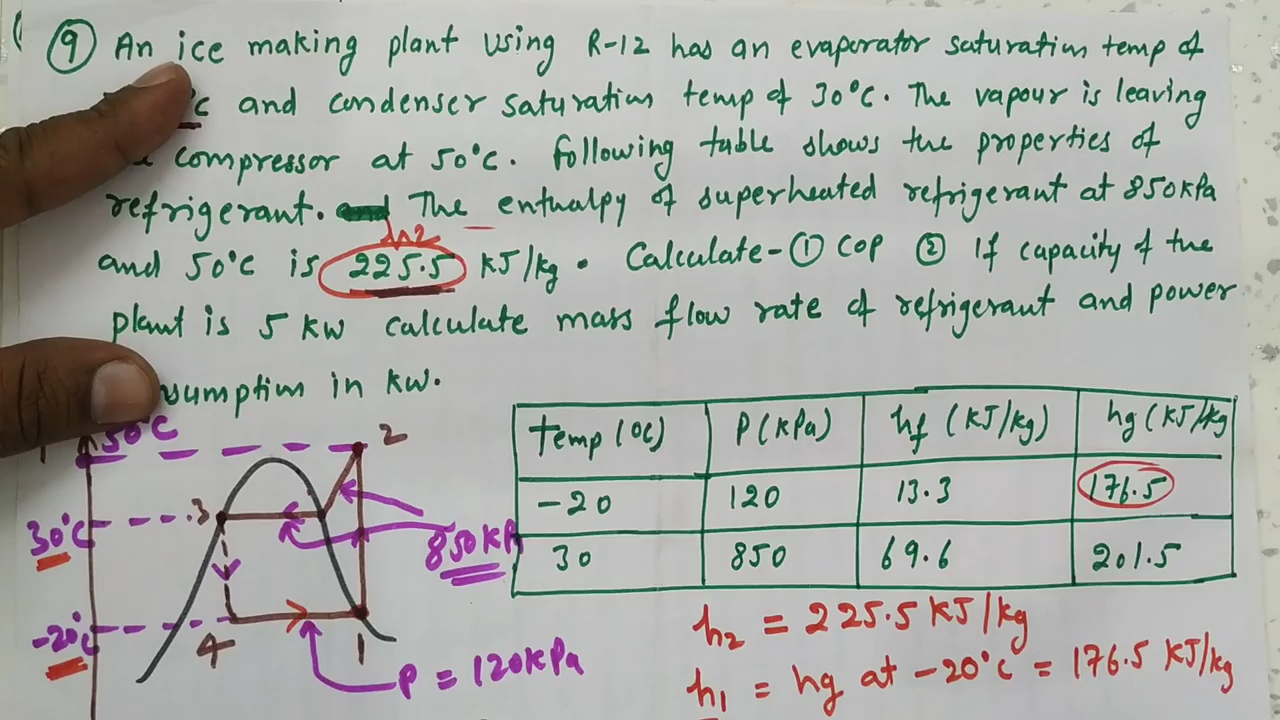 9 An ice making plant using R-12 has an evaporator saturation temp of
°c and condenser saturation temp of 30°C. The vapour is leaving
compressor at 50°C. following table shows the properties of
refrigerant. The enthalpy of superheated refrigerant at 850kPa
h2
and 50°C is 225.5 KJ/kg. Calculate- ① COP ② If capacity of the
plant is 5 kW calculate mass flow rate of refrigerant and power
sumption in kW.
temp (°C) P (kPa) hf (KJ/kg) hg (KJ/kg
-20 120 13.3 176.5
30 850 69.6 201.5
50°C 2
30°C 3 850 KP
-20°C 4 1
P = 120kPa
h2 = 225.5 KJ/kg
h1 = hg at -20°C = 176.5 KJ/kg